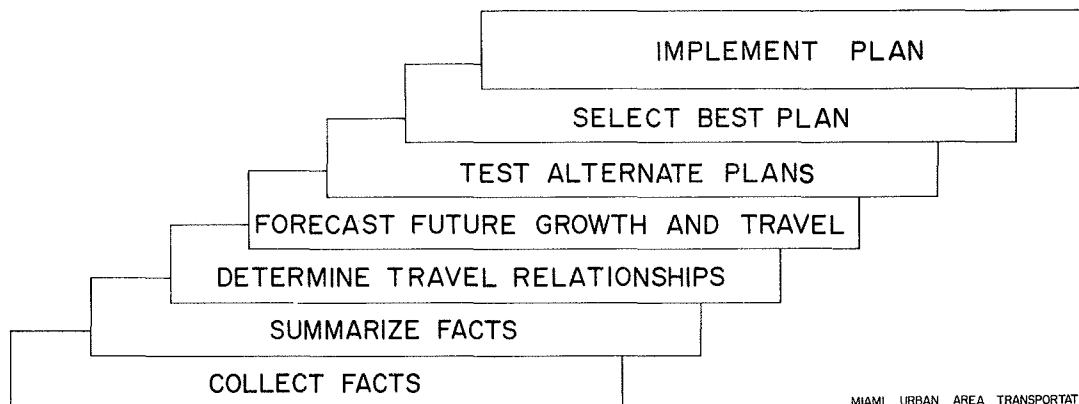 IMPLEMENT PLAN
SELECT BEST PLAN
TEST ALTERNATE PLANS
FORECAST FUTURE GROWTH AND TRAVEL
DETERMINE TRAVEL RELATIONSHIPS
SUMMARIZE FACTS
COLLECT FACTS
MIAMI URBAN AREA